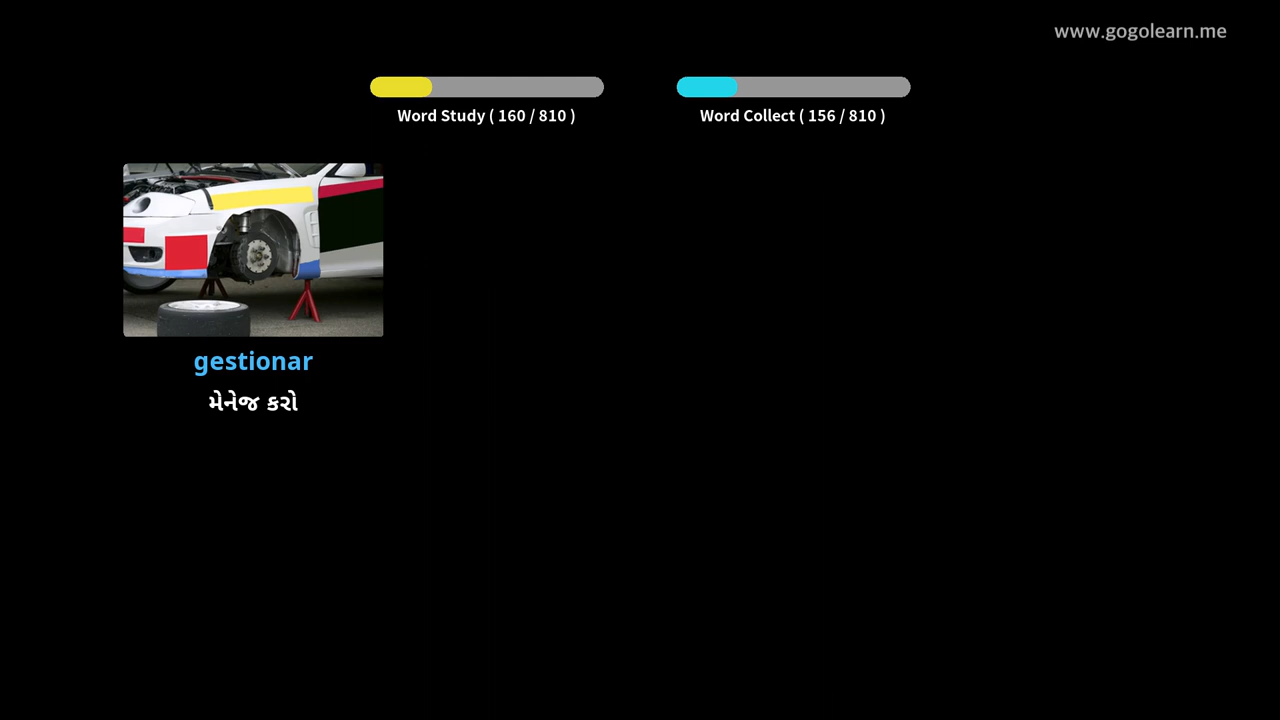 www.gogolearn.me
Word Study ( 160 / 810 )
Word Collect ( 156 / 810 )
gestionar
મેનેજ કરો